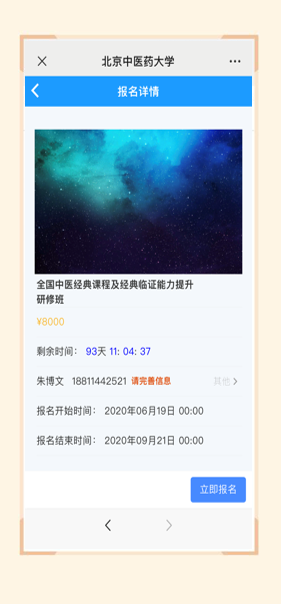 北京中医药大学
报名详情
全国中医经典课程及经典临证能力提升
研修班
¥8000
剩余时间： 93天 11: 04: 37
朱博文 18811442521 请完善信息 其他
报名开始时间： 2020年06月19日 00:00
报名结束时间： 2020年09月21日 00:00
立即报名